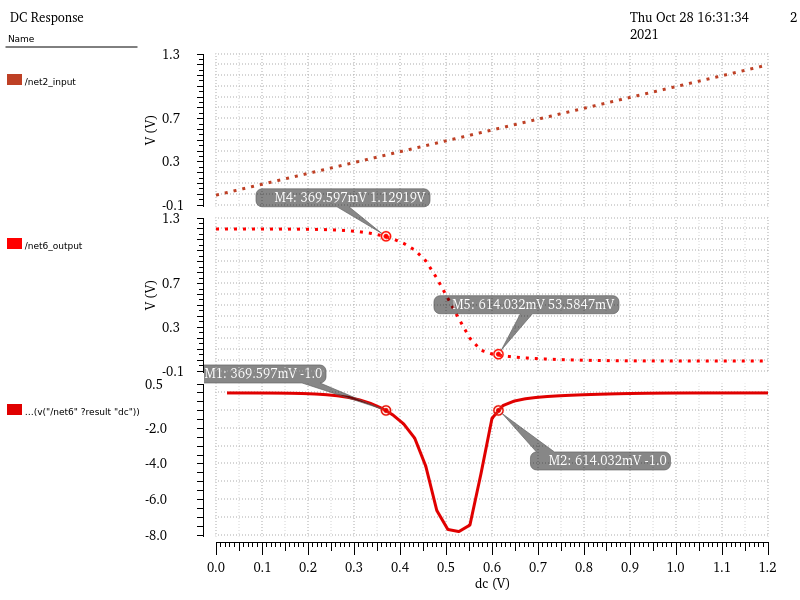 DC Response
Thu Oct 28 16:31:34
2
2021
Name
/net2_input
V (V)
1.3
0.7
0.3
-0.1
M4: 369.597mV 1.12919V
/net6_output
V (V)
1.3
0.7
0.3
-0.1
M5: 614.032mV 53.5847mV
M1: 369.597mV -1.0
...(v("/net6" ?result "dc"))
0.5
-2.0
-4.0
-6.0
-8.0
M2: 614.032mV -1.0
0.0 0.1 0.2 0.3 0.4 0.5 0.6 0.7 0.8 0.9 1.0 1.1 1.2
dc (V)